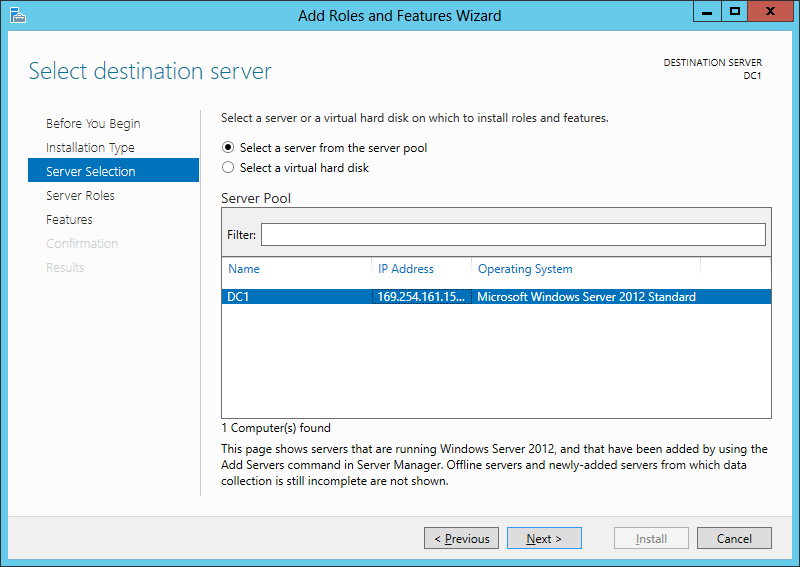 Add Roles and Features Wizard
Select destination server
DESTINATION SERVER
DC1
Before You Begin
Installation Type
Server Selection
Server Roles
Features
Confirmation
Results
Select a server or a virtual hard disk on which to install roles and features.
Select a server from the server pool
Select a virtual hard disk
Server Pool
Filter:
Name IP Address Operating System
DC1 169.254.161.15... Microsoft Windows Server 2012 Standard
1 Computer(s) found
This page shows servers that are running Windows Server 2012, and that have been added by using the
Add Servers command in Server Manager. Offline servers and newly-added servers from which data
collection is still incomplete are not shown.
< Previous Next > Install Cancel